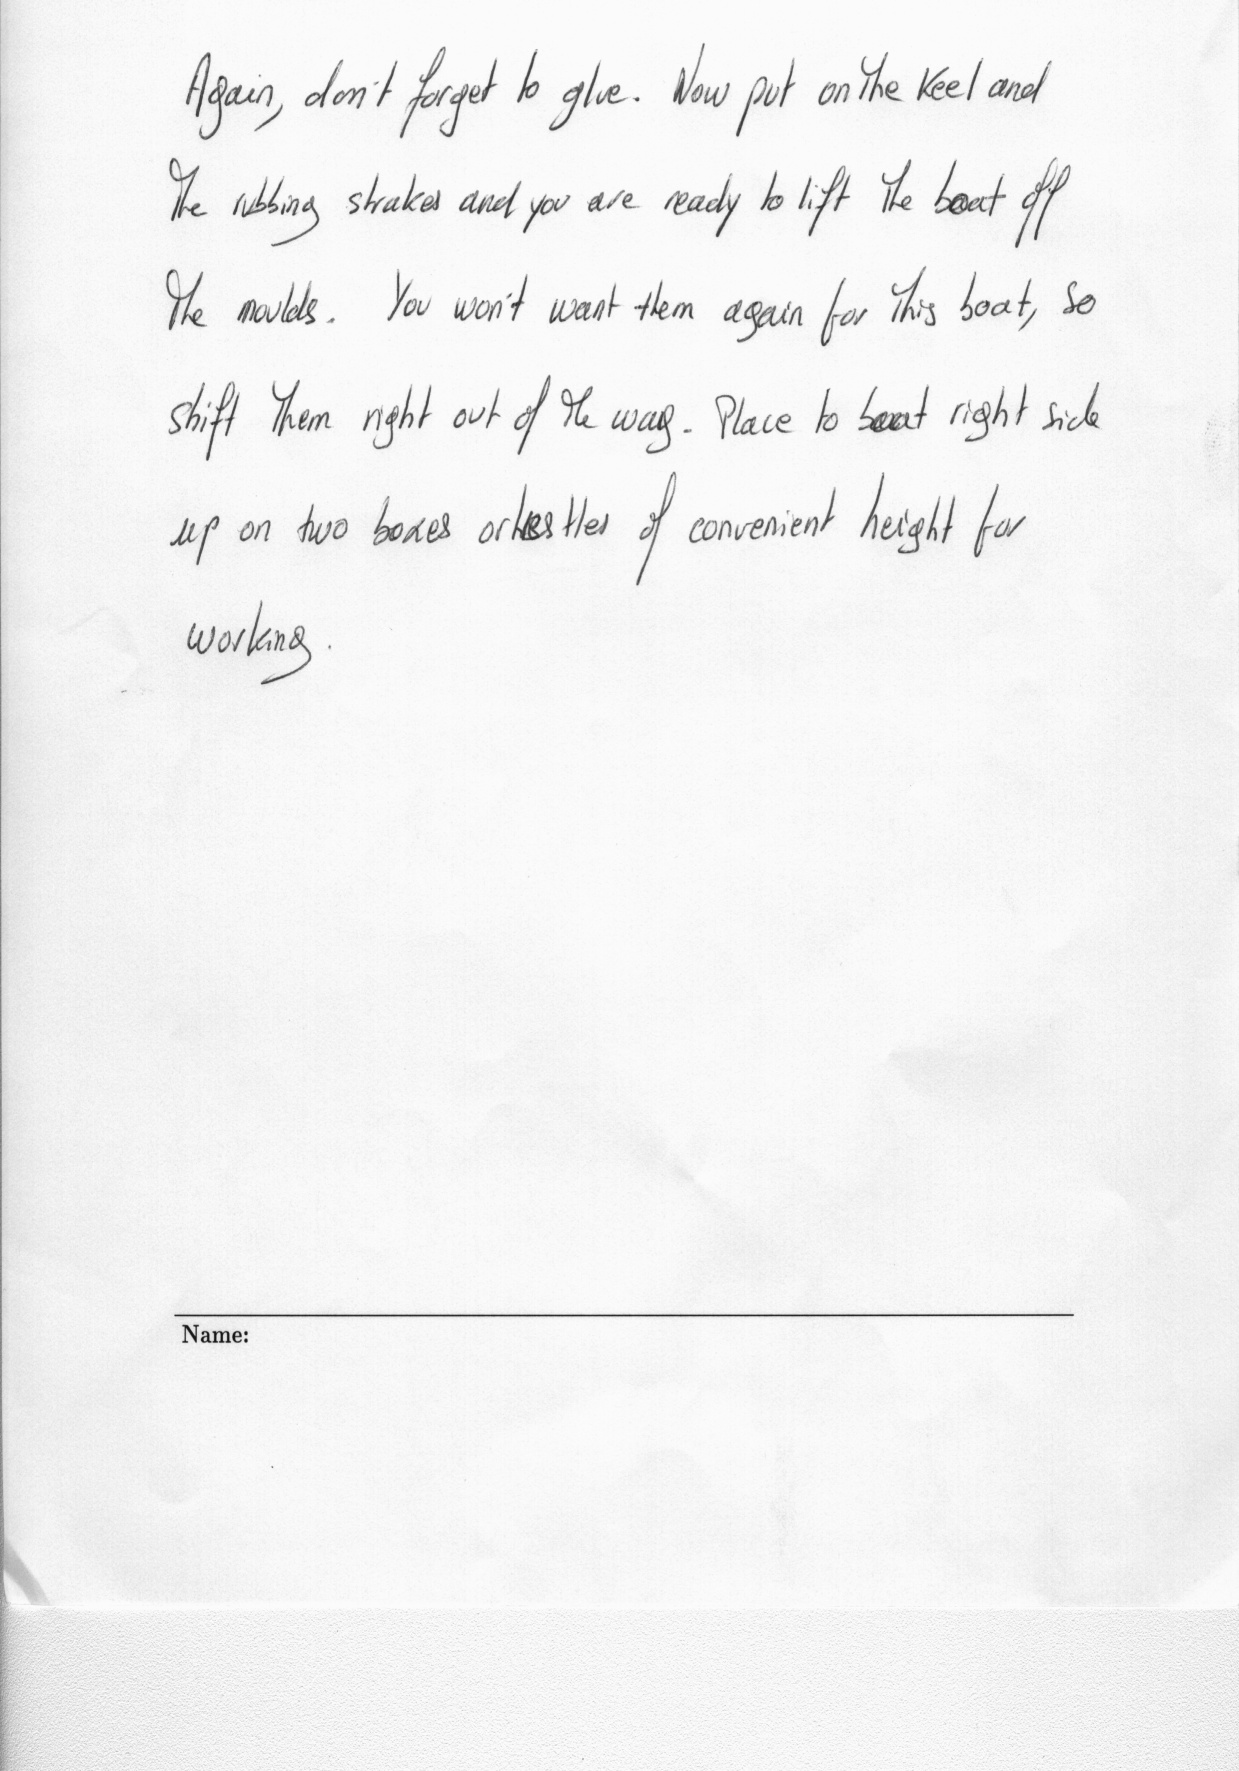 Again, don't forget to glue. Now put on the keel and
the rubbing strakes and you are ready to lift the boat off
the moulds. You won't want them again for this boat, so
shift them right out of the way. Place to boat right side
up on two boxes or trestles of convenient height for
working.
Name: